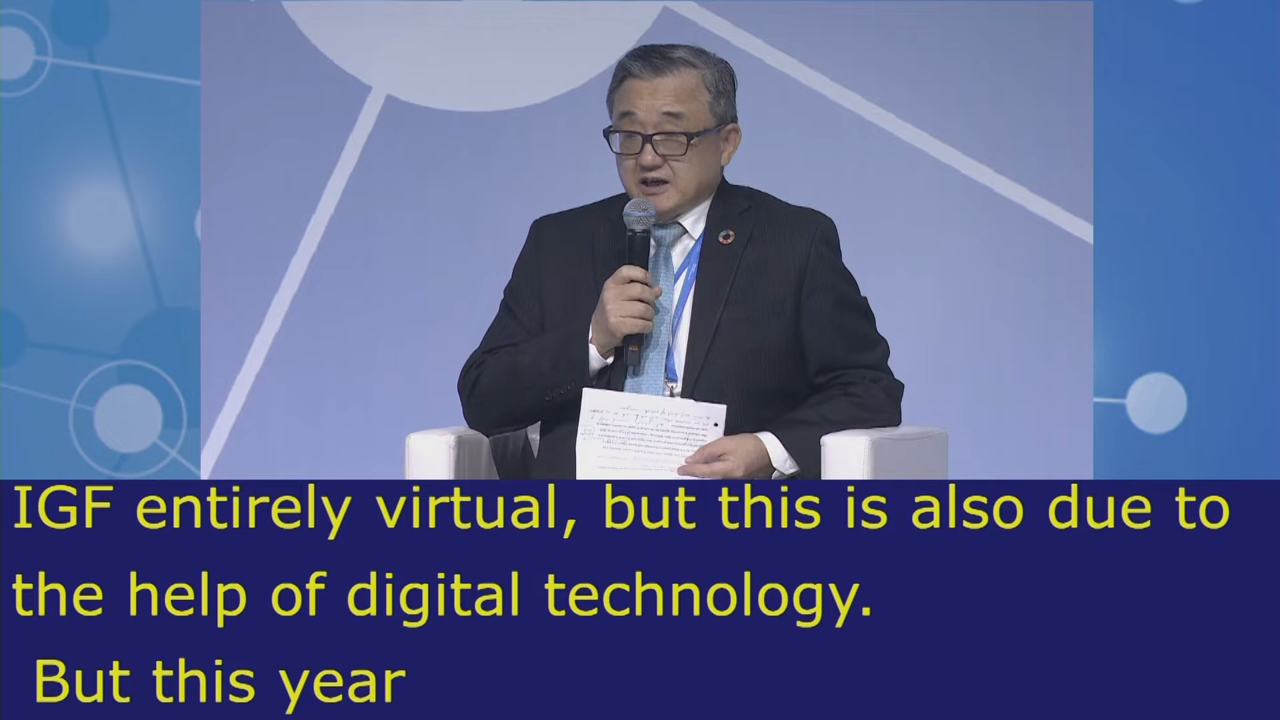 IGF entirely virtual, but this is also due to
the help of digital technology.
But this year